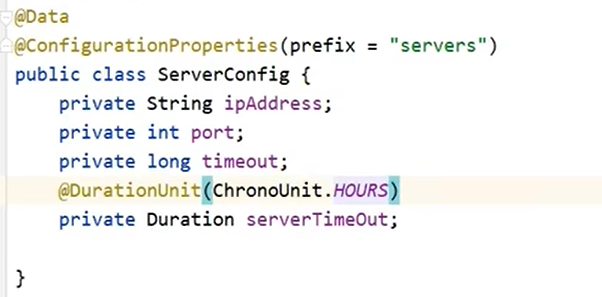 @Data
@ConfigurationProperties(prefix = "servers")
public class ServerConfig {
    private String ipAddress;
    private int port;
    private long timeout;
    @DurationUnit(ChronoUnit.HOURS)
    private Duration serverTimeOut;

}